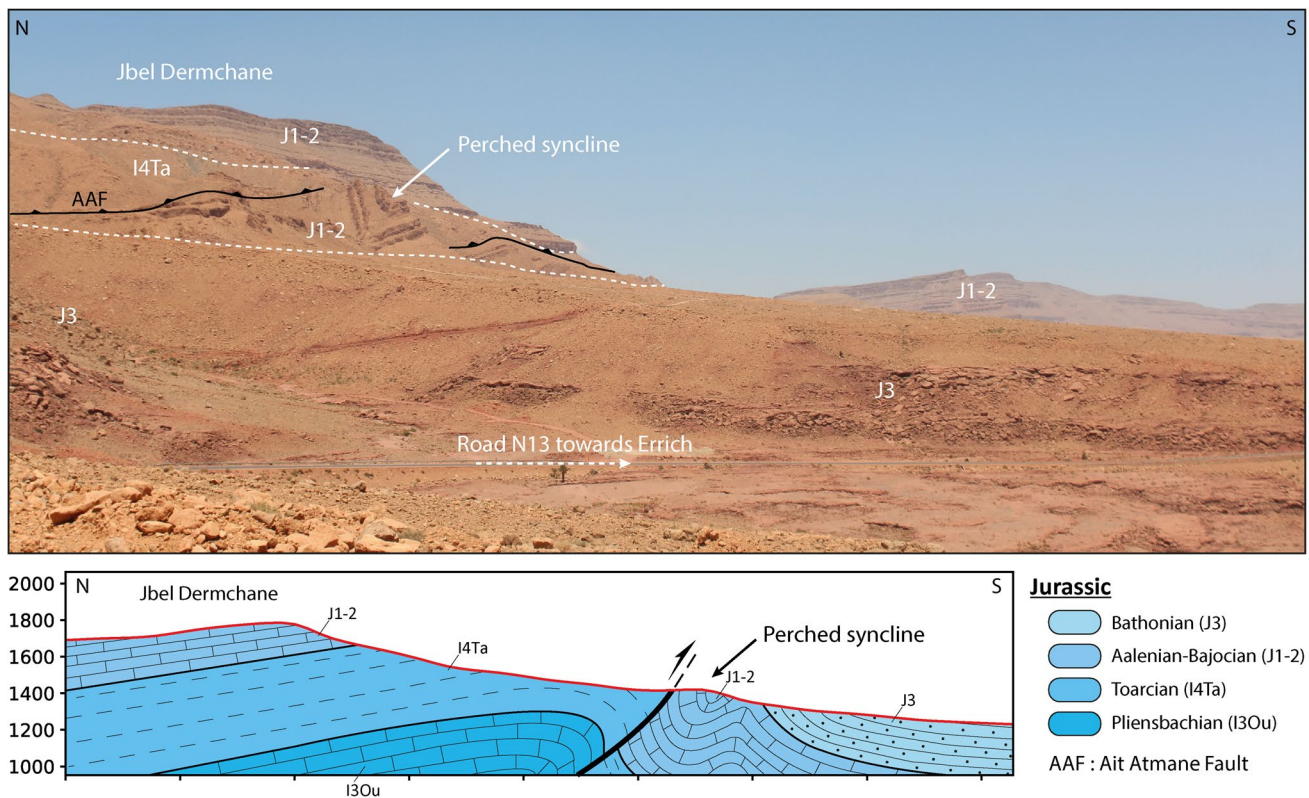 N
S
Jbel Dermchane
J1-2
Perched syncline
I4Ta
AAF
J1-2
J1-2
J3
J3
Road N13 towards Errich
2000
1800
1600
1400
1200
1000
N
S
Jbel Dermchane
J1-2
I4Ta
Perched syncline
J1-2
J3
I3Ou
Jurassic
Bathonian (J3)
Aalenian-Bajocian (J1-2)
Toarcian (I4Ta)
Pliensbachian (I3Ou)
AAF : Ait Atmane Fault